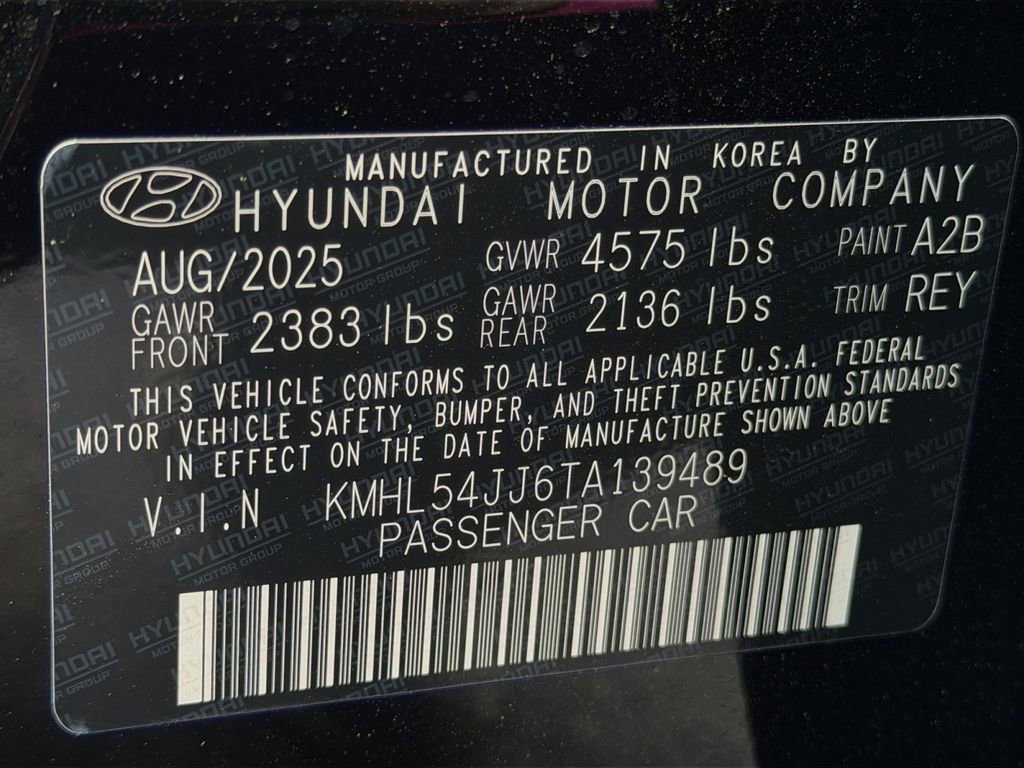 MANUFACTURED IN KOREA BY
HYUNDAI MOTOR COMPANY
AUG/2025 GVWR 4575 lbs PAINT A2B
GAWR FRONT 2383 lbs GAWR REAR 2136 lbs TRIM REY
THIS VEHICLE CONFORMS TO ALL APPLICABLE U.S.A. FEDERAL
MOTOR VEHICLE SAFETY, BUMPER, AND THEFT PREVENTION STANDARDS
IN EFFECT ON THE DATE OF MANUFACTURE SHOWN ABOVE
V.I.N KMHL54JJ6TA139489
PASSENGER CAR